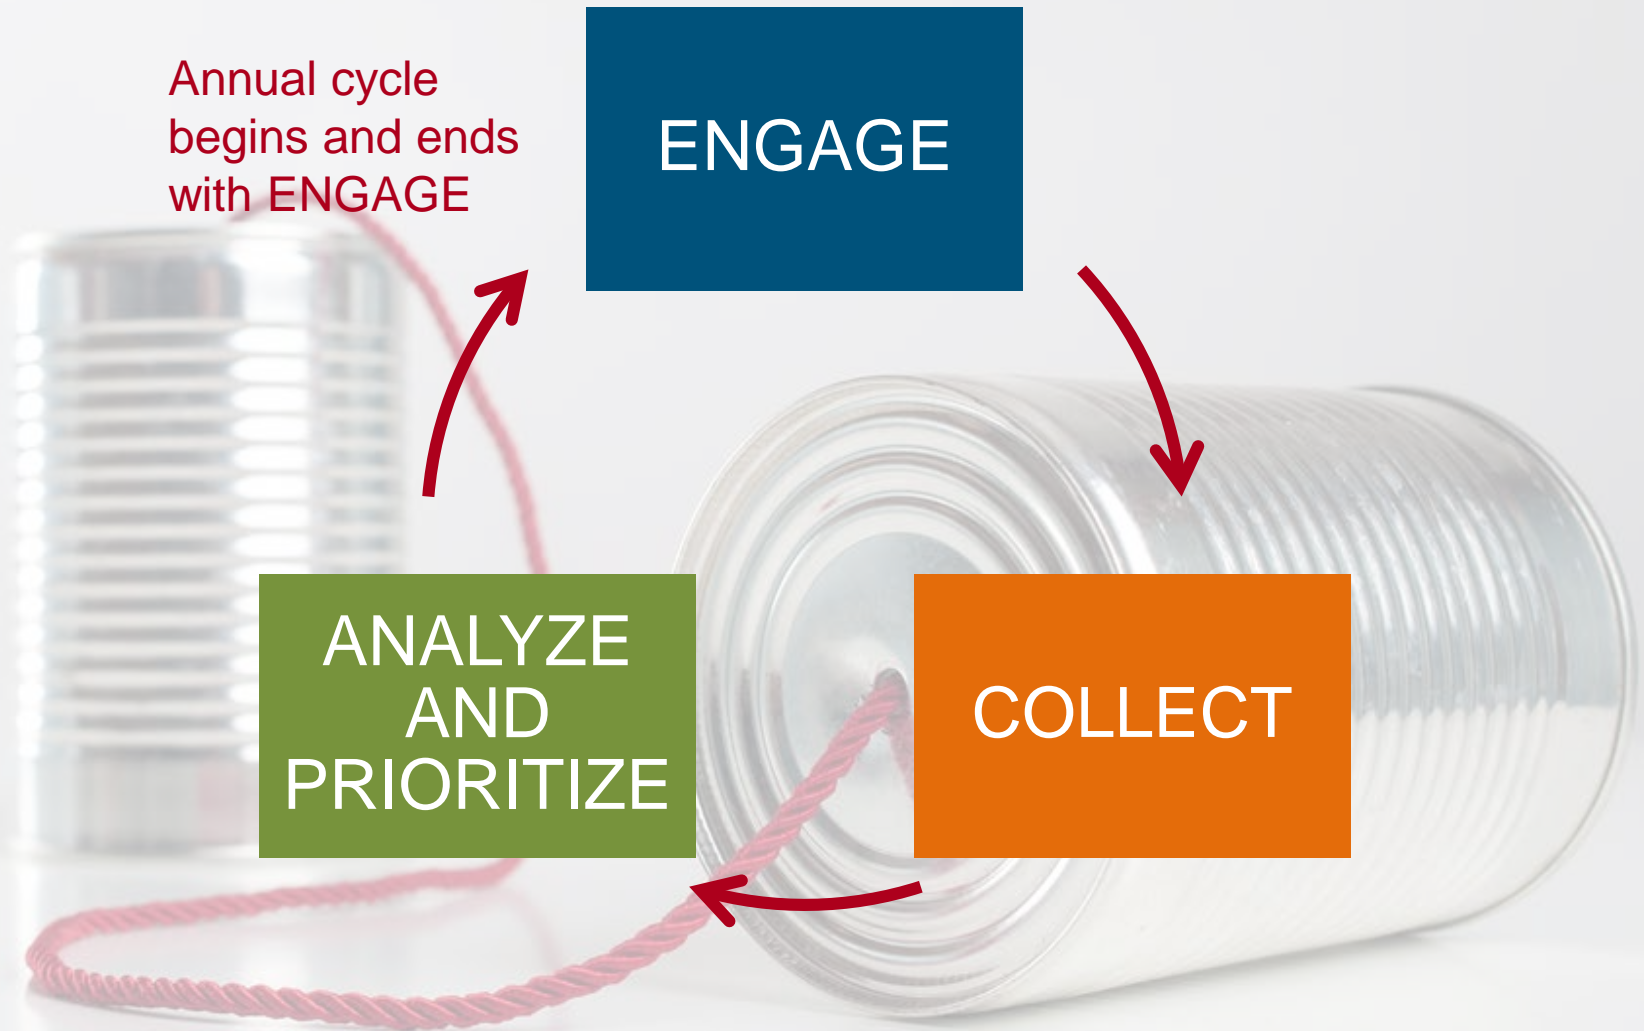 Annual cycle
begins and ends
with ENGAGE
ENGAGE
COLLECT
ANALYZE
AND
PRIORITIZE